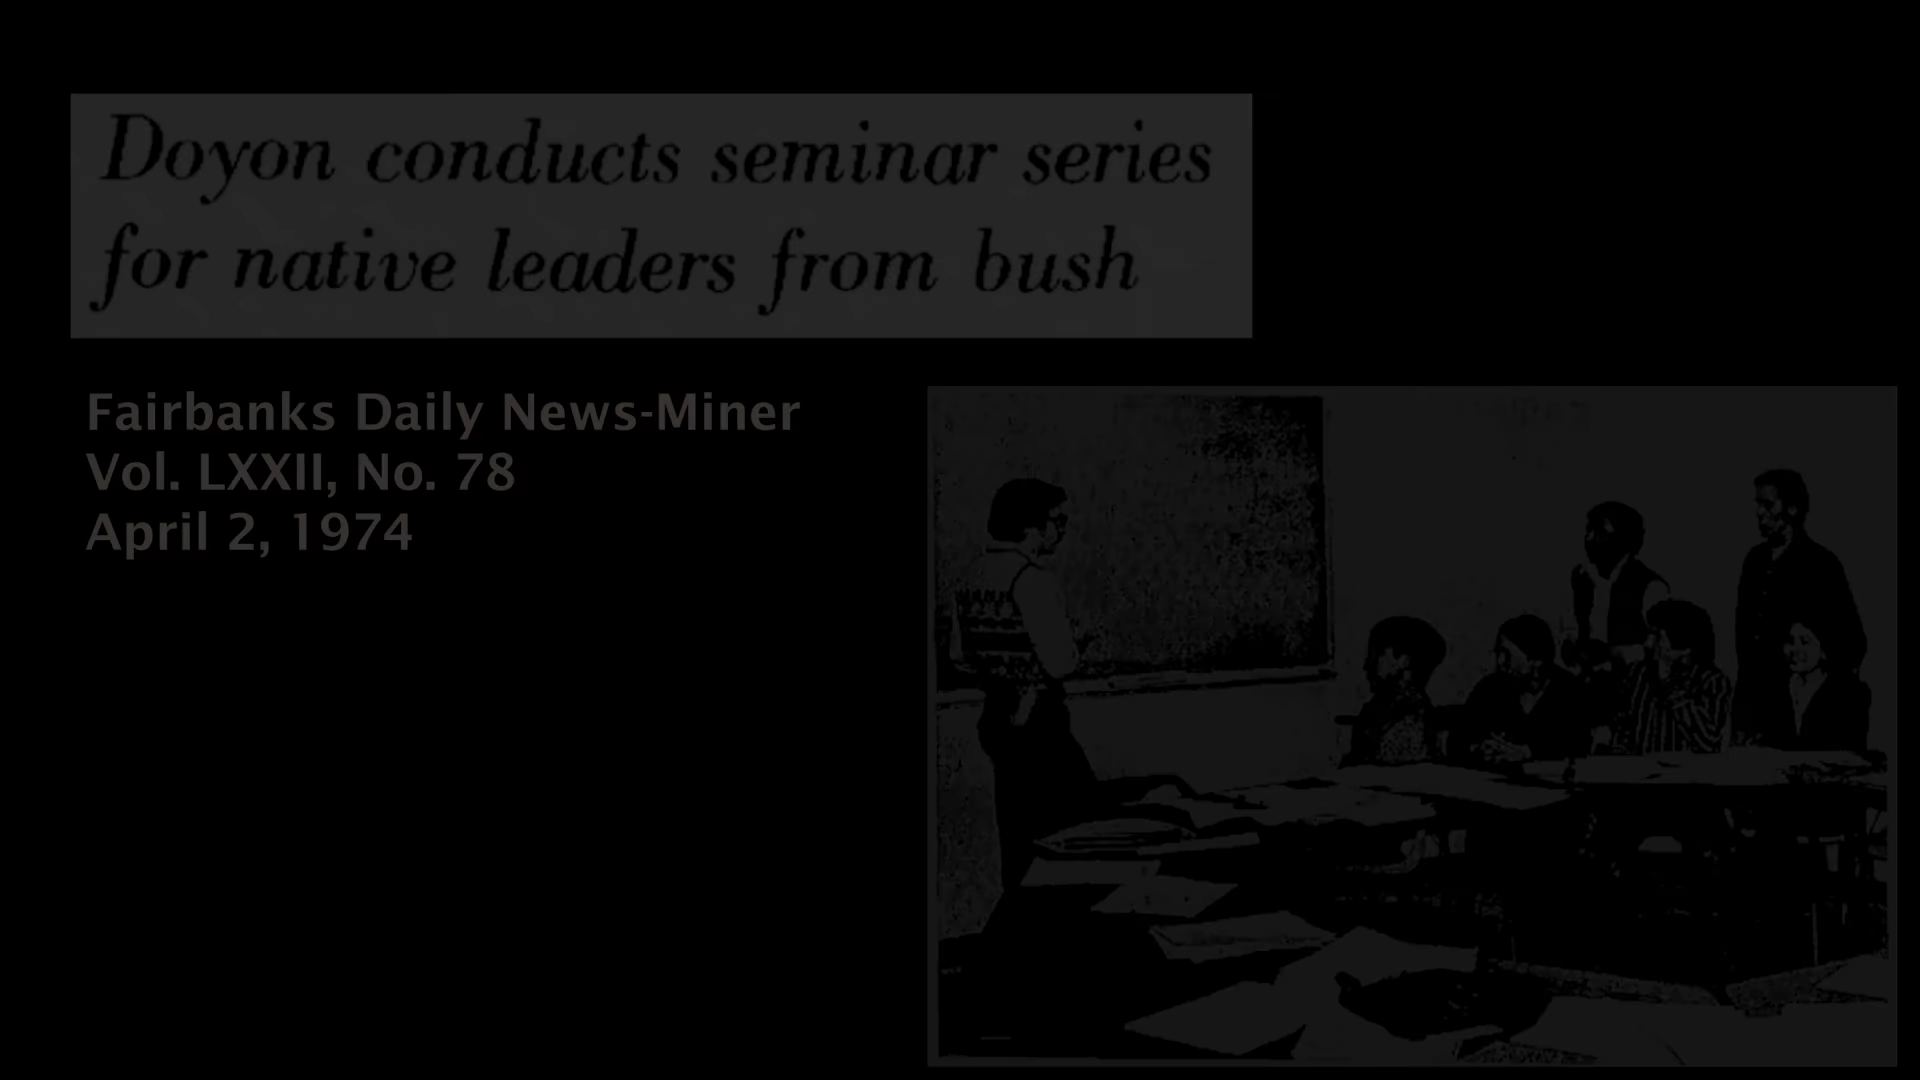 Doyon conducts seminar series
for native leaders from bush
Fairbanks Daily News-Miner
Vol. LXXII, No. 78
April 2, 1974